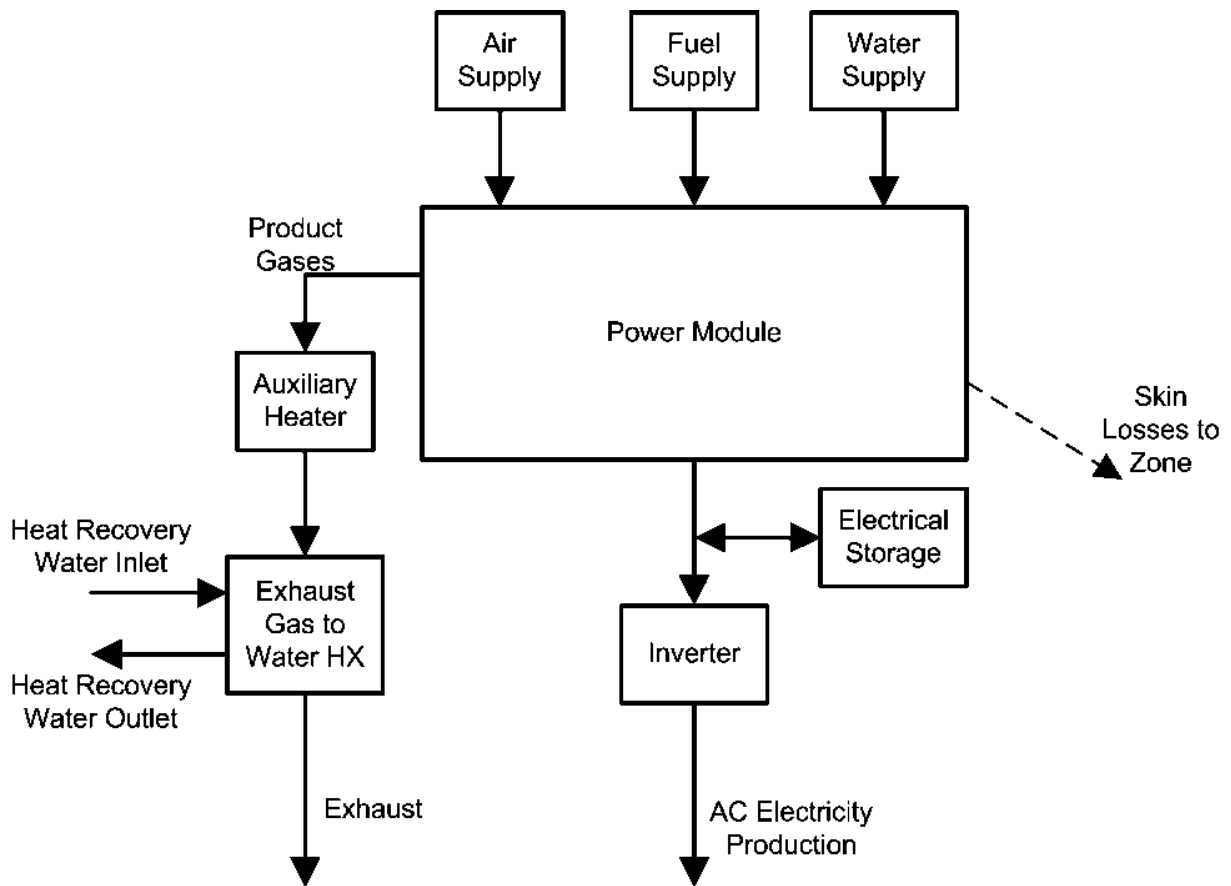 Air
Supply
Fuel
Supply
Water
Supply
Product
Gases
Power Module
Auxiliary
Heater
Skin
Losses to
Zone
Electrical
Storage
Heat Recovery
Water Inlet
Exhaust
Gas to
Water HX
Inverter
Heat Recovery
Water Outlet
Exhaust
AC Electricity
Production